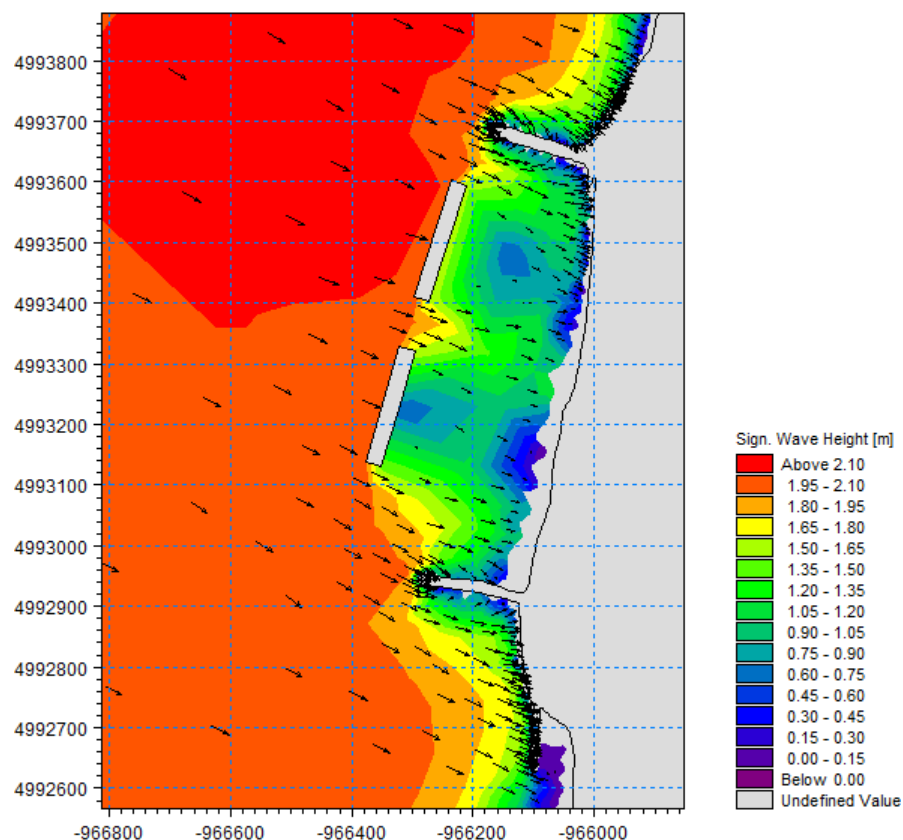 4993800
4993700
4993600
4993500
4993400
4993300
4993200
4993100
4993000
4992900
4992800
4992700
4992600
-966800
-966600
-966400
-966200
-966000
Sign. Wave Height [m]
Above 2.10
1.95 - 2.10
1.80 - 1.95
1.65 - 1.80
1.50 - 1.65
1.35 - 1.50
1.20 - 1.35
1.05 - 1.20
0.90 - 1.05
0.75 - 0.90
0.60 - 0.75
0.45 - 0.60
0.30 - 0.45
0.15 - 0.30
0.00 - 0.15
Below 0.00
Undefined Value